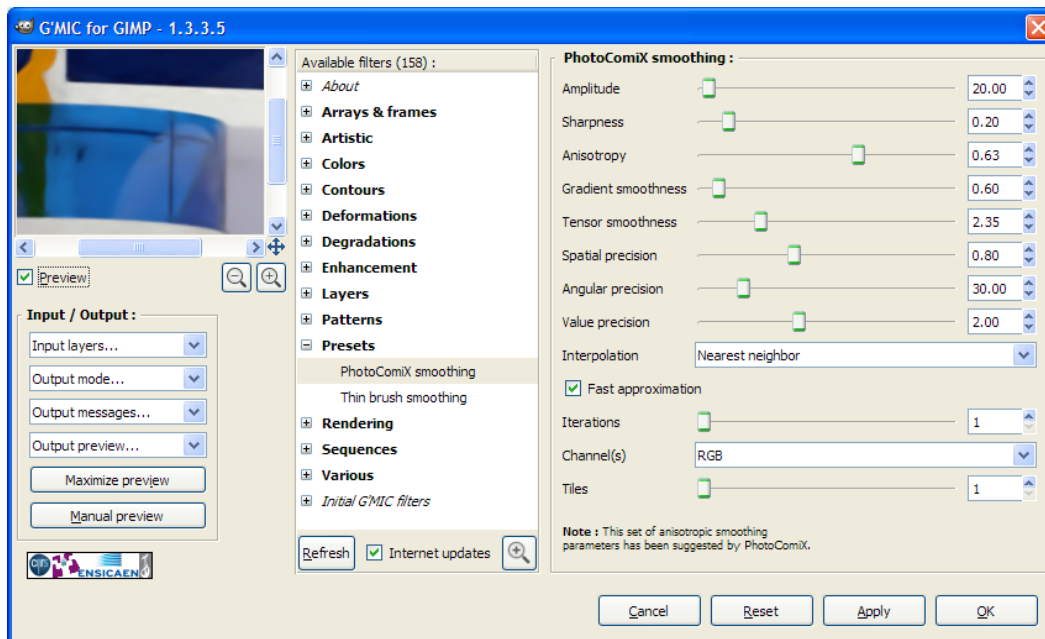 G'MIC for GIMP - 1.3.3.5
Preview
Input / Output :
Input layers...
Output mode...
Output messages...
Output preview...
Maximize preview
Manual preview
cnrs
ENSICAEN
Available filters (158) :
About
Arrays & frames
Artistic
Colors
Contours
Deformations
Degradations
Enhancement
Layers
Patterns
Presets
PhotoComiX smoothing
Thin brush smoothing
Rendering
Sequences
Various
Initial G'MIC filters
Refresh
Internet updates
PhotoComiX smoothing :
Amplitude 20.00
Sharpness 0.20
Anisotropy 0.63
Gradient smoothness 0.60
Tensor smoothness 2.35
Spatial precision 0.80
Angular precision 30.00
Value precision 2.00
Interpolation Nearest neighbor
Fast approximation
Iterations 1
Channel(s) RGB
Tiles 1
Note : This set of anisotropic smoothing
parameters has been suggested by PhotoComiX.
Cancel Reset Apply OK